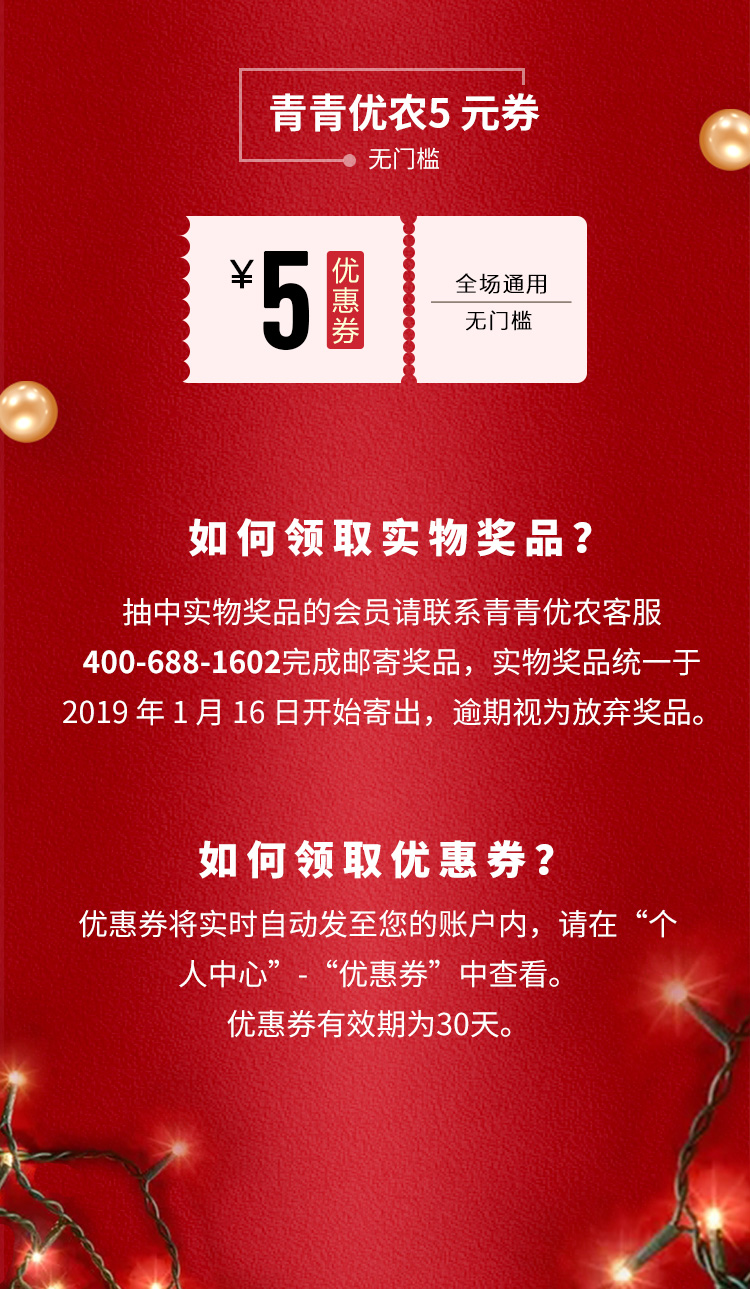 青青优农5 元券
无门槛
¥5 优惠券
全场通用
无门槛
如何领取实物奖品？
抽中实物奖品的会员请联系青青优农客服
400-688-1602完成邮寄奖品，实物奖品统一于
2019 年 1 月 16 日开始寄出，逾期视为放弃奖品。
如何领取优惠券？
优惠券将实时自动发至您的账户内，请在“个
人中心”-“优惠券”中查看。
优惠券有效期为30天。